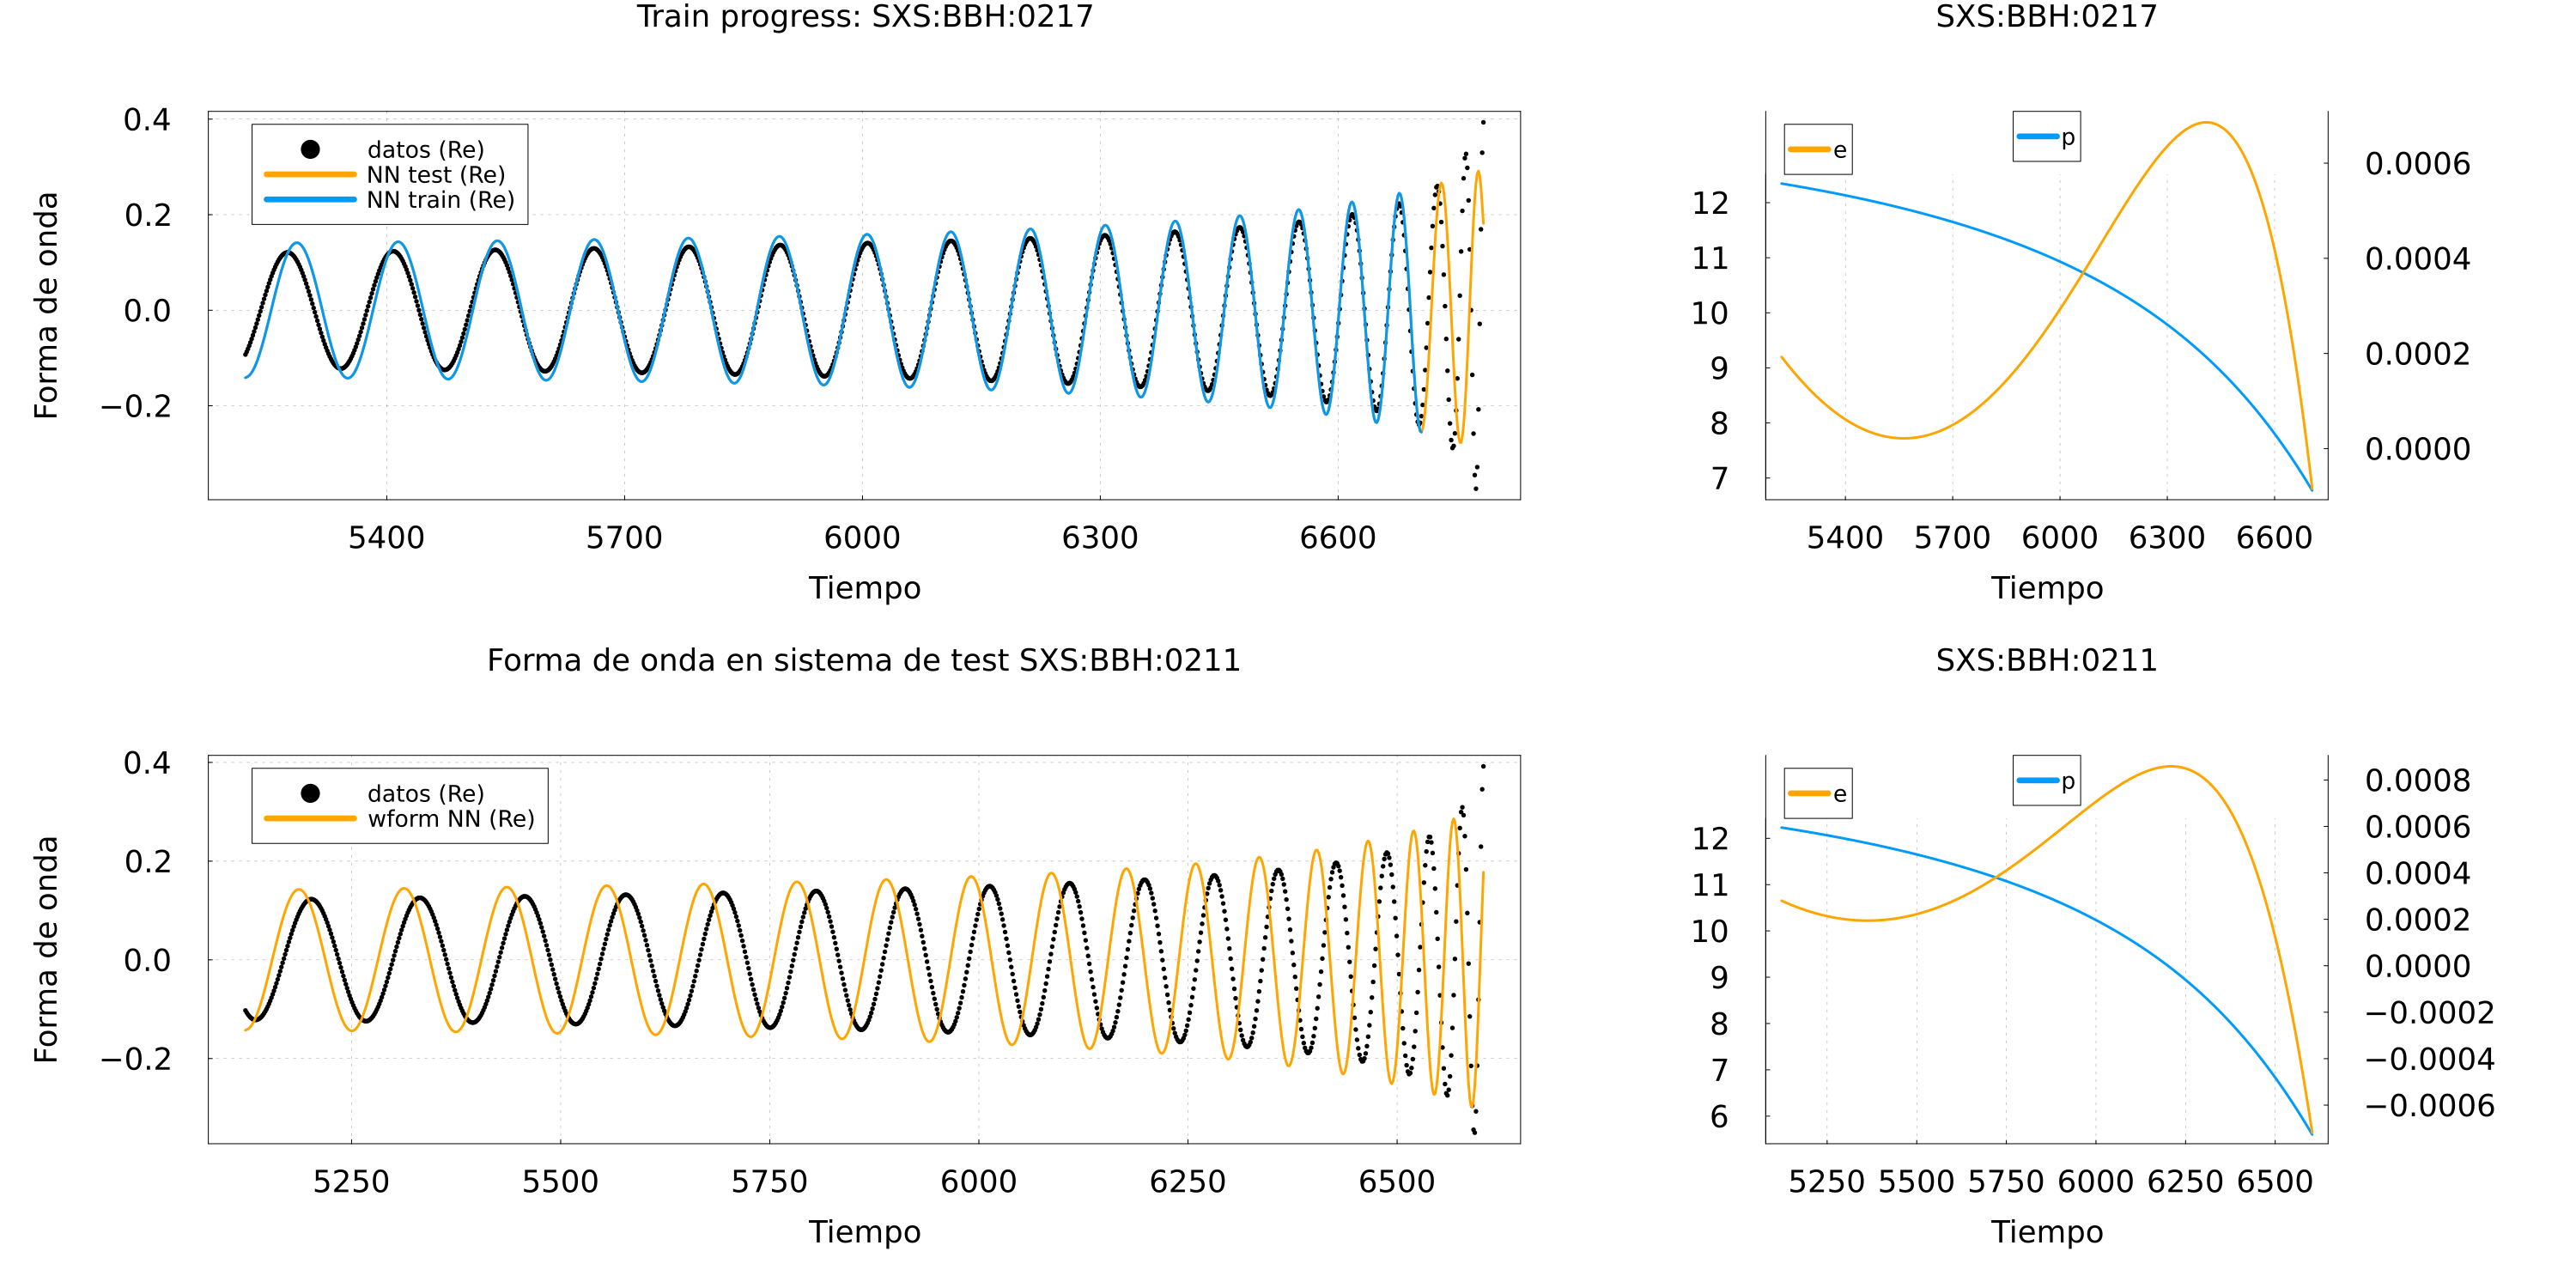 Train progress: SXS:BBH:0217
SXS:BBH:0217
0.4
0.2
0.0
−0.2
Forma de onda
datos (Re)
NN test (Re)
NN train (Re)
5400 5700 6000 6300 6600
Tiempo
e
p
12
11
10
9
8
7
0.0006
0.0004
0.0002
0.0000
5400 5700 6000 6300 6600
Tiempo
Forma de onda en sistema de test SXS:BBH:0211
SXS:BBH:0211
0.4
0.2
0.0
−0.2
Forma de onda
datos (Re)
wform NN (Re)
5250 5500 5750 6000 6250 6500
Tiempo
e
p
12
11
10
9
8
7
6
0.0008
0.0006
0.0004
0.0002
0.0000
−0.0002
−0.0004
−0.0006
5250 5500 5750 6000 6250 6500
Tiempo